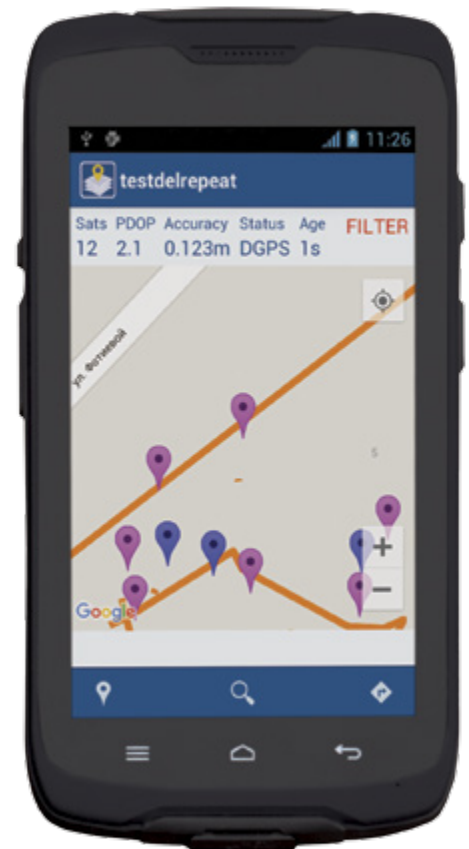 11:26
testdelrepeat
Sats PDOP Accuracy Status Age FILTER
12 2.1 0.123m DGPS 1s
ул. Фотиевой
5
+
−
Google